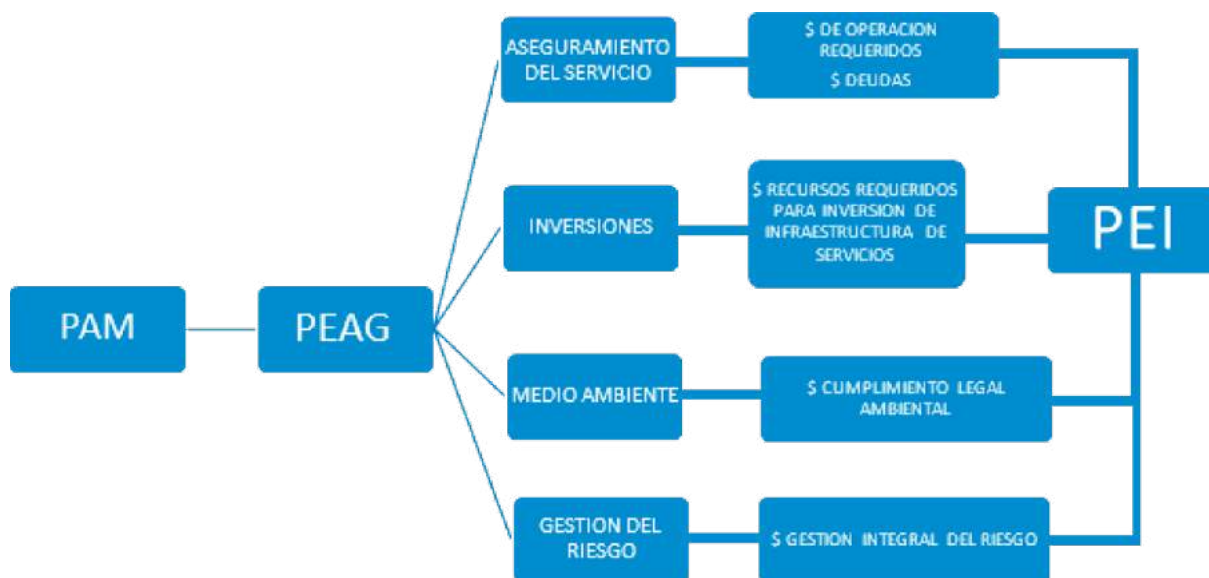 PAM
PEAG
ASEGURAMIENTO
DEL SERVICIO
$ DE OPERACION
REQUERIDOS
$ DEUDAS
INVERSIONES
$ RECURSOS REQUERIDOS
PARA INVERSION DE
INFRAESTRUCTURA DE
SERVICIOS
MEDIO AMBIENTE
$ CUMPLIMIENTO LEGAL
AMBIENTAL
GESTION DEL
RIESGO
$ GESTION INTEGRAL DEL RIESGO
PEI